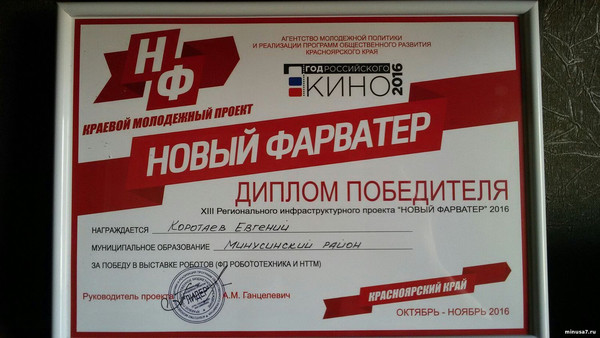 АГЕНТСТВО МОЛОДЕЖНОЙ ПОЛИТИКИ
И РЕАЛИЗАЦИИ ПРОГРАММ ОБЩЕСТВЕННОГО РАЗВИТИЯ
КРАСНОЯРСКОГО КРАЯ
НФ
КРАЕВОЙ МОЛОДЕЖНЫЙ ПРОЕКТ
ГОД РОССИЙСКОГО
КИНО 2016
НОВЫЙ ФАРВАТЕР
ДИПЛОМ ПОБЕДИТЕЛЯ
XIII Регионального инфраструктурного проекта "НОВЫЙ ФАРВАТЕР" 2016
НАГРАЖДАЕТСЯ Коротаев Евгений
МУНИЦИПАЛЬНОЕ ОБРАЗОВАНИЕ Минусинский район
ЗА ПОБЕДУ В ВЫСТАВКЕ РОБОТОВ (ФП РОБОТОТЕХНИКА И НТТМ)
Руководитель проекта А.М. Ганцелевич
ЛИДЕР
КРАСНОЯРСКИЙ КРАЙ
ОКТЯБРЬ - НОЯБРЬ 2016
minusa7.ru